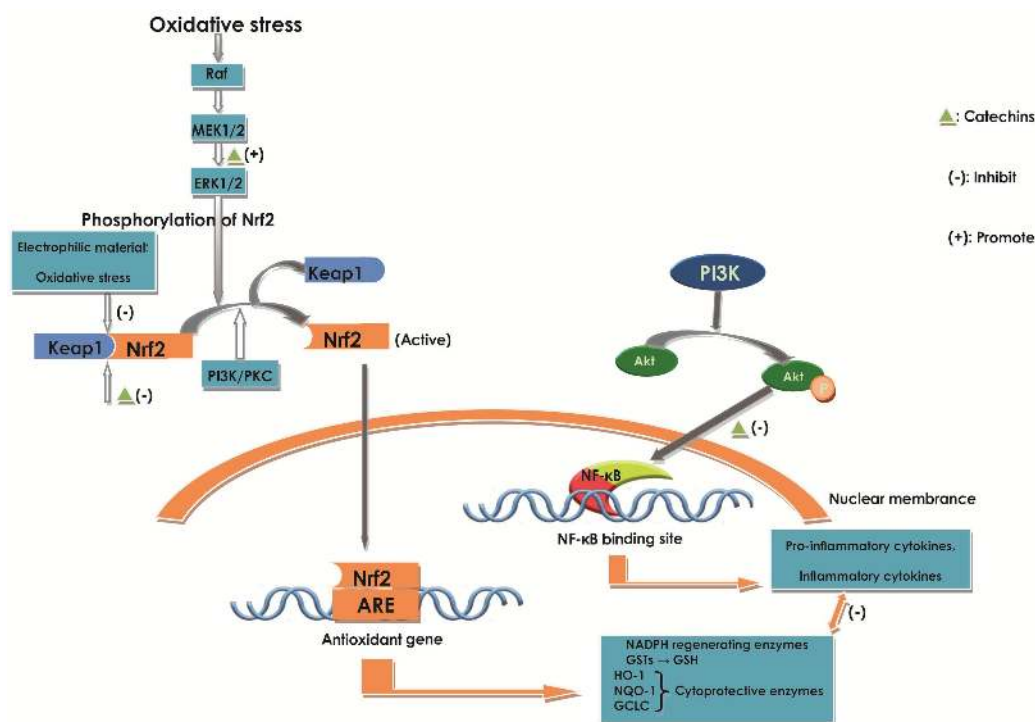 Oxidative stress
Raf
MEK1/2
(+)
ERK1/2
Phosphorylation of Nrf2
Electrophilic material;
Oxidative stress
(-)
Keap1
Keap1
Nrf2
Nrf2
(Active)
PI3K/PKC
(-)
: Catechins
(-): Inhibit
(+): Promote
PI3K
Akt
Akt
P
(-)
NF-κB
Nuclear membrance
NF-κB binding site
Pro-inflammatory cytokines,
Inflammatory cytokines
Nrf2
ARE
Antioxidant gene
(-)
NADPH regenerating enzymes
GSTs → GSH
HO-1
NQO-1
Cytoprotective enzymes
GCLC